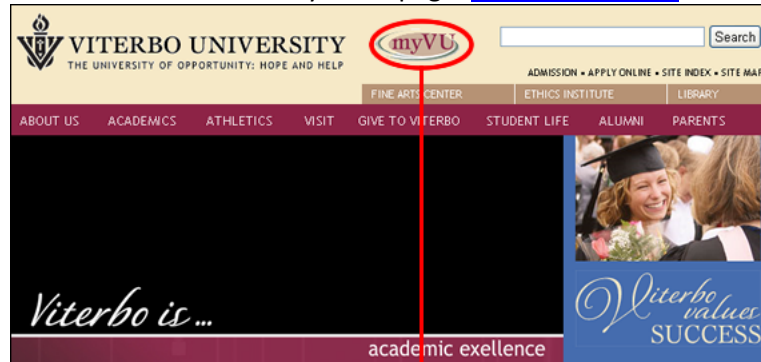 VITERBO UNIVERSITY
THE UNIVERSITY OF OPPORTUNITY: HOPE AND HELP
myVU
Search
ADMISSION • APPLY ONLINE • SITE INDEX • SITE MAP
FINE ARTS CENTER ETHICS INSTITUTE LIBRARY
ABOUT US ACADEMICS ATHLETICS VISIT GIVE TO VITERBO STUDENT LIFE ALUMNI PARENTS
Viterbo is...
academic exellence
Viterbo
values
SUCCESS